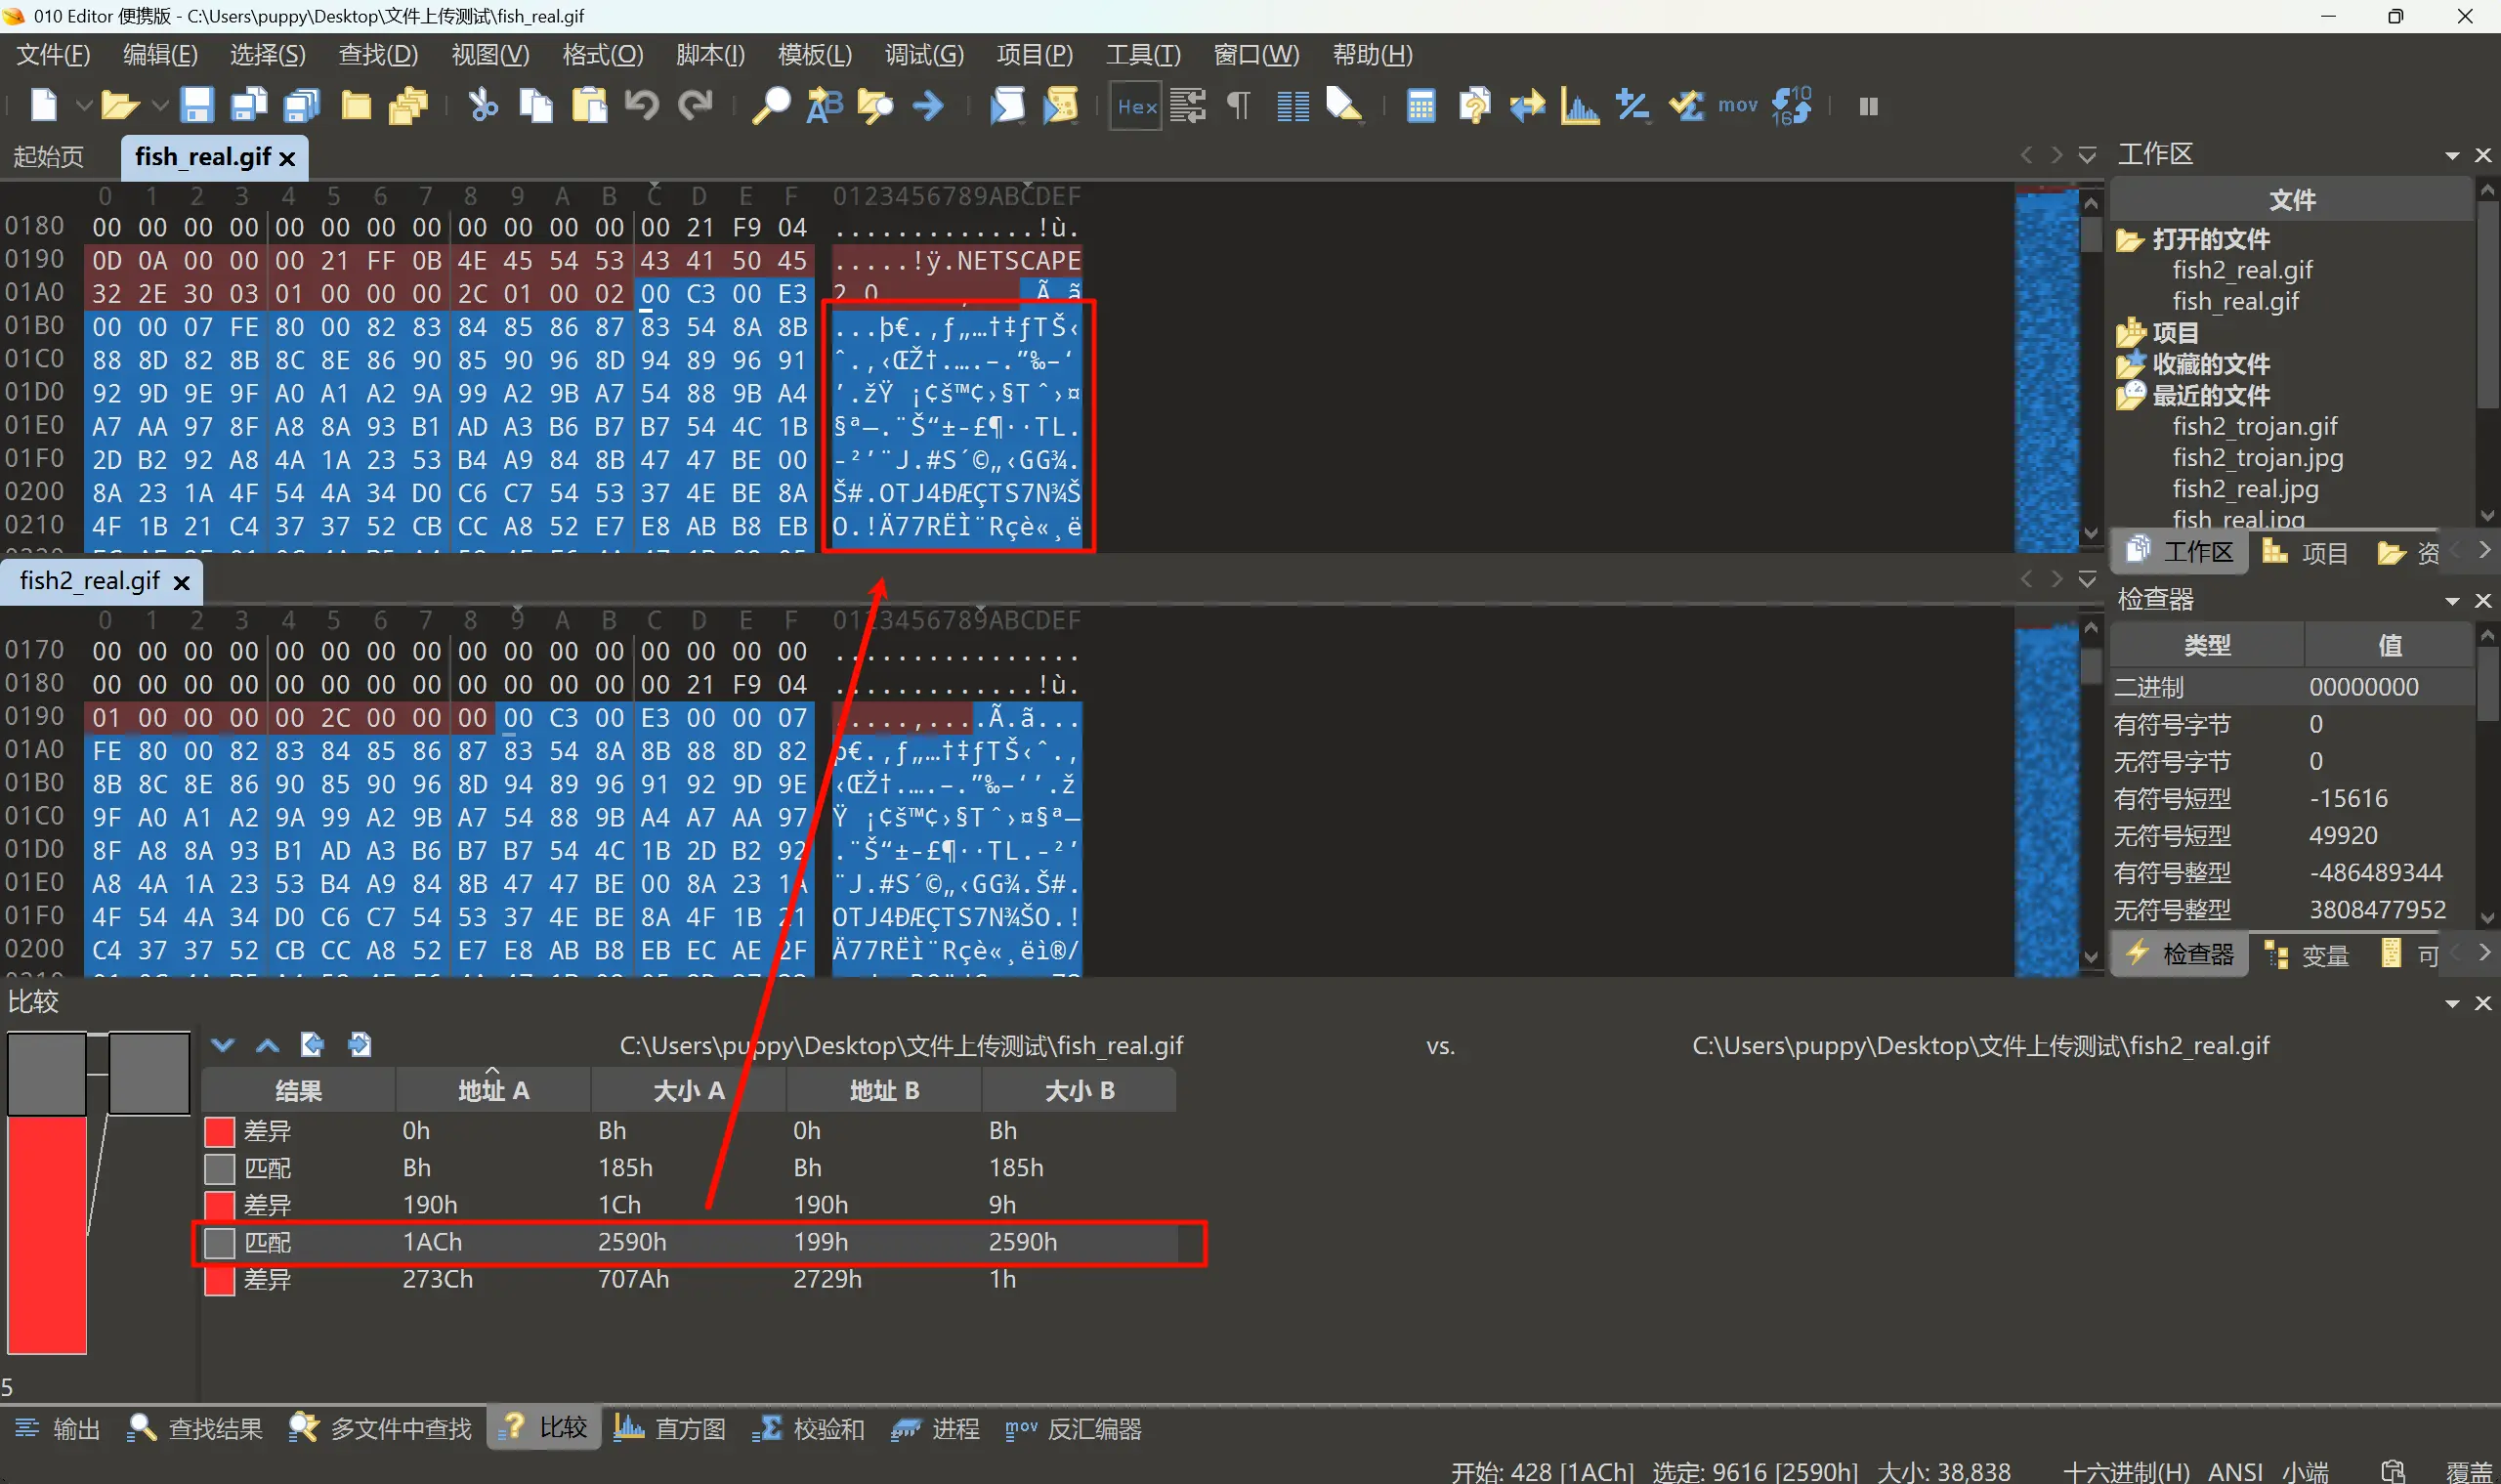 010 Editor 便携版 - C:\Users\puppy\Desktop\文件上传测试\fish_real.gif
文件(F) 编辑(E) 选择(S) 查找(D) 视图(V) 格式(O) 脚本(I) 模板(L) 调试(G) 项目(P) 工具(T) 窗口(W) 帮助(H)
Hex mov 10 16
起始页 fish_real.gif
0 1 2 3 4 5 6 7 8 9 A B C D E F 0123456789ABCDEF
0180 00 00 00 00 00 00 00 00 00 00 00 00 00 21 F9 04 .............!ù.
0190 0D 0A 00 00 00 21 FF 0B 4E 45 54 53 43 41 50 45 .....!ÿ.NETSCAPE
01A0 32 2E 30 03 01 00 00 00 2C 01 00 02 00 C3 00 E3
01B0 00 00 07 FE 80 00 82 83 84 85 86 87 83 54 8A 8B ...þ€.‚ƒ„…†‡ƒTŠ‹
01C0 88 8D 82 8B 8C 8E 86 90 85 90 96 8D 94 89 96 91 ˆ.‚‹ŒŽ†.….–.”‰–‘
01D0 92 9D 9E 9F A0 A1 A2 9A 99 A2 9B A7 54 88 9B A4 ’.žŸ ¡¢š™¢›§Tˆ›¤
01E0 A7 AA 97 8F A8 8A 93 B1 AD A3 B6 B7 B7 54 4C 1B §ª—.¨Š“±-£¶··TL.
01F0 2D B2 92 A8 4A 1A 23 53 B4 A9 84 8B 47 47 BE 00 -²’¨J.#S´©„‹GG¾.
0200 8A 23 1A 4F 54 4A 34 D0 C6 C7 54 53 37 4E BE 8A Š#.OTJ4ÐÆÇTS7N¾Š
0210 4F 1B 21 C4 37 37 52 CB CC A8 52 E7 E8 AB B8 EB O.!Ä77RËÌ¨Rçè«¸ë
fish2_real.gif
0 1 2 3 4 5 6 7 8 9 A B C D E F 0123456789ABCDEF
0170 00 00 00 00 00 00 00 00 00 00 00 00 00 00 00 00 ................
0180 00 00 00 00 00 00 00 00 00 00 00 00 00 21 F9 04 .............!ù.
0190 01 00 00 00 00 2C 00 00 00 00 C3 00 E3 00 00 07 .....,....Ã.ã...
01A0 FE 80 00 82 83 84 85 86 87 83 54 8A 8B 88 8D 82 þ€.‚ƒ„…†‡ƒTŠ‹ˆ.‚
01B0 8B 8C 8E 86 90 85 90 96 8D 94 89 96 91 92 9D 9E ‹ŒŽ†.….–.”‰–‘’.ž
01C0 9F A0 A1 A2 9A 99 A2 9B A7 54 88 9B A4 A7 AA 97 Ÿ ¡¢š™¢›§Tˆ›¤§ª—
01D0 8F A8 8A 93 B1 AD A3 B6 B7 B7 54 4C 1B 2D B2 92 .¨Š“±-£¶··TL.-²’
01E0 A8 4A 1A 23 53 B4 A9 84 8B 47 47 BE 00 8A 23 1A ¨J.#S´©„‹GG¾.Š#.
01F0 4F 54 4A 34 D0 C6 C7 54 53 37 4E BE 8A 4F 1B 21 OTJ4ÐÆÇTS7N¾ŠO.!
0200 C4 37 37 52 CB CC A8 52 E7 E8 AB B8 EB EC AE 2F Ä77RËÌ¨Rçè«¸ëì®/
工作区
文件
打开的文件
fish2_real.gif
fish_real.gif
项目
收藏的文件
最近的文件
fish2_trojan.gif
fish2_trojan.jpg
fish2_real.jpg
fish_real.jpg
工作区 项目 资
检查器
类型 值
二进制 00000000
有符号字节 0
无符号字节 0
有符号短型 -15616
无符号短型 49920
有符号整型 -486489344
无符号整型 3808477952
检查器 变量 可
比较
C:\Users\puppy\Desktop\文件上传测试\fish_real.gif vs. C:\Users\puppy\Desktop\文件上传测试\fish2_real.gif
结果 地址 A 大小 A 地址 B 大小 B
差异 0h Bh 0h Bh
匹配 Bh 185h Bh 185h
差异 190h 1Ch 190h 9h
匹配 1ACh 2590h 199h 2590h
差异 273Ch 707Ah 2729h 1h
5
输出 查找结果 多文件中查找 比较 直方图 校验和 进程 mov 反汇编器
开始: 428 [1ACh] 选定: 9616 [2590h] 大小: 38,838 十六进制(H) ANSI 小端 覆盖